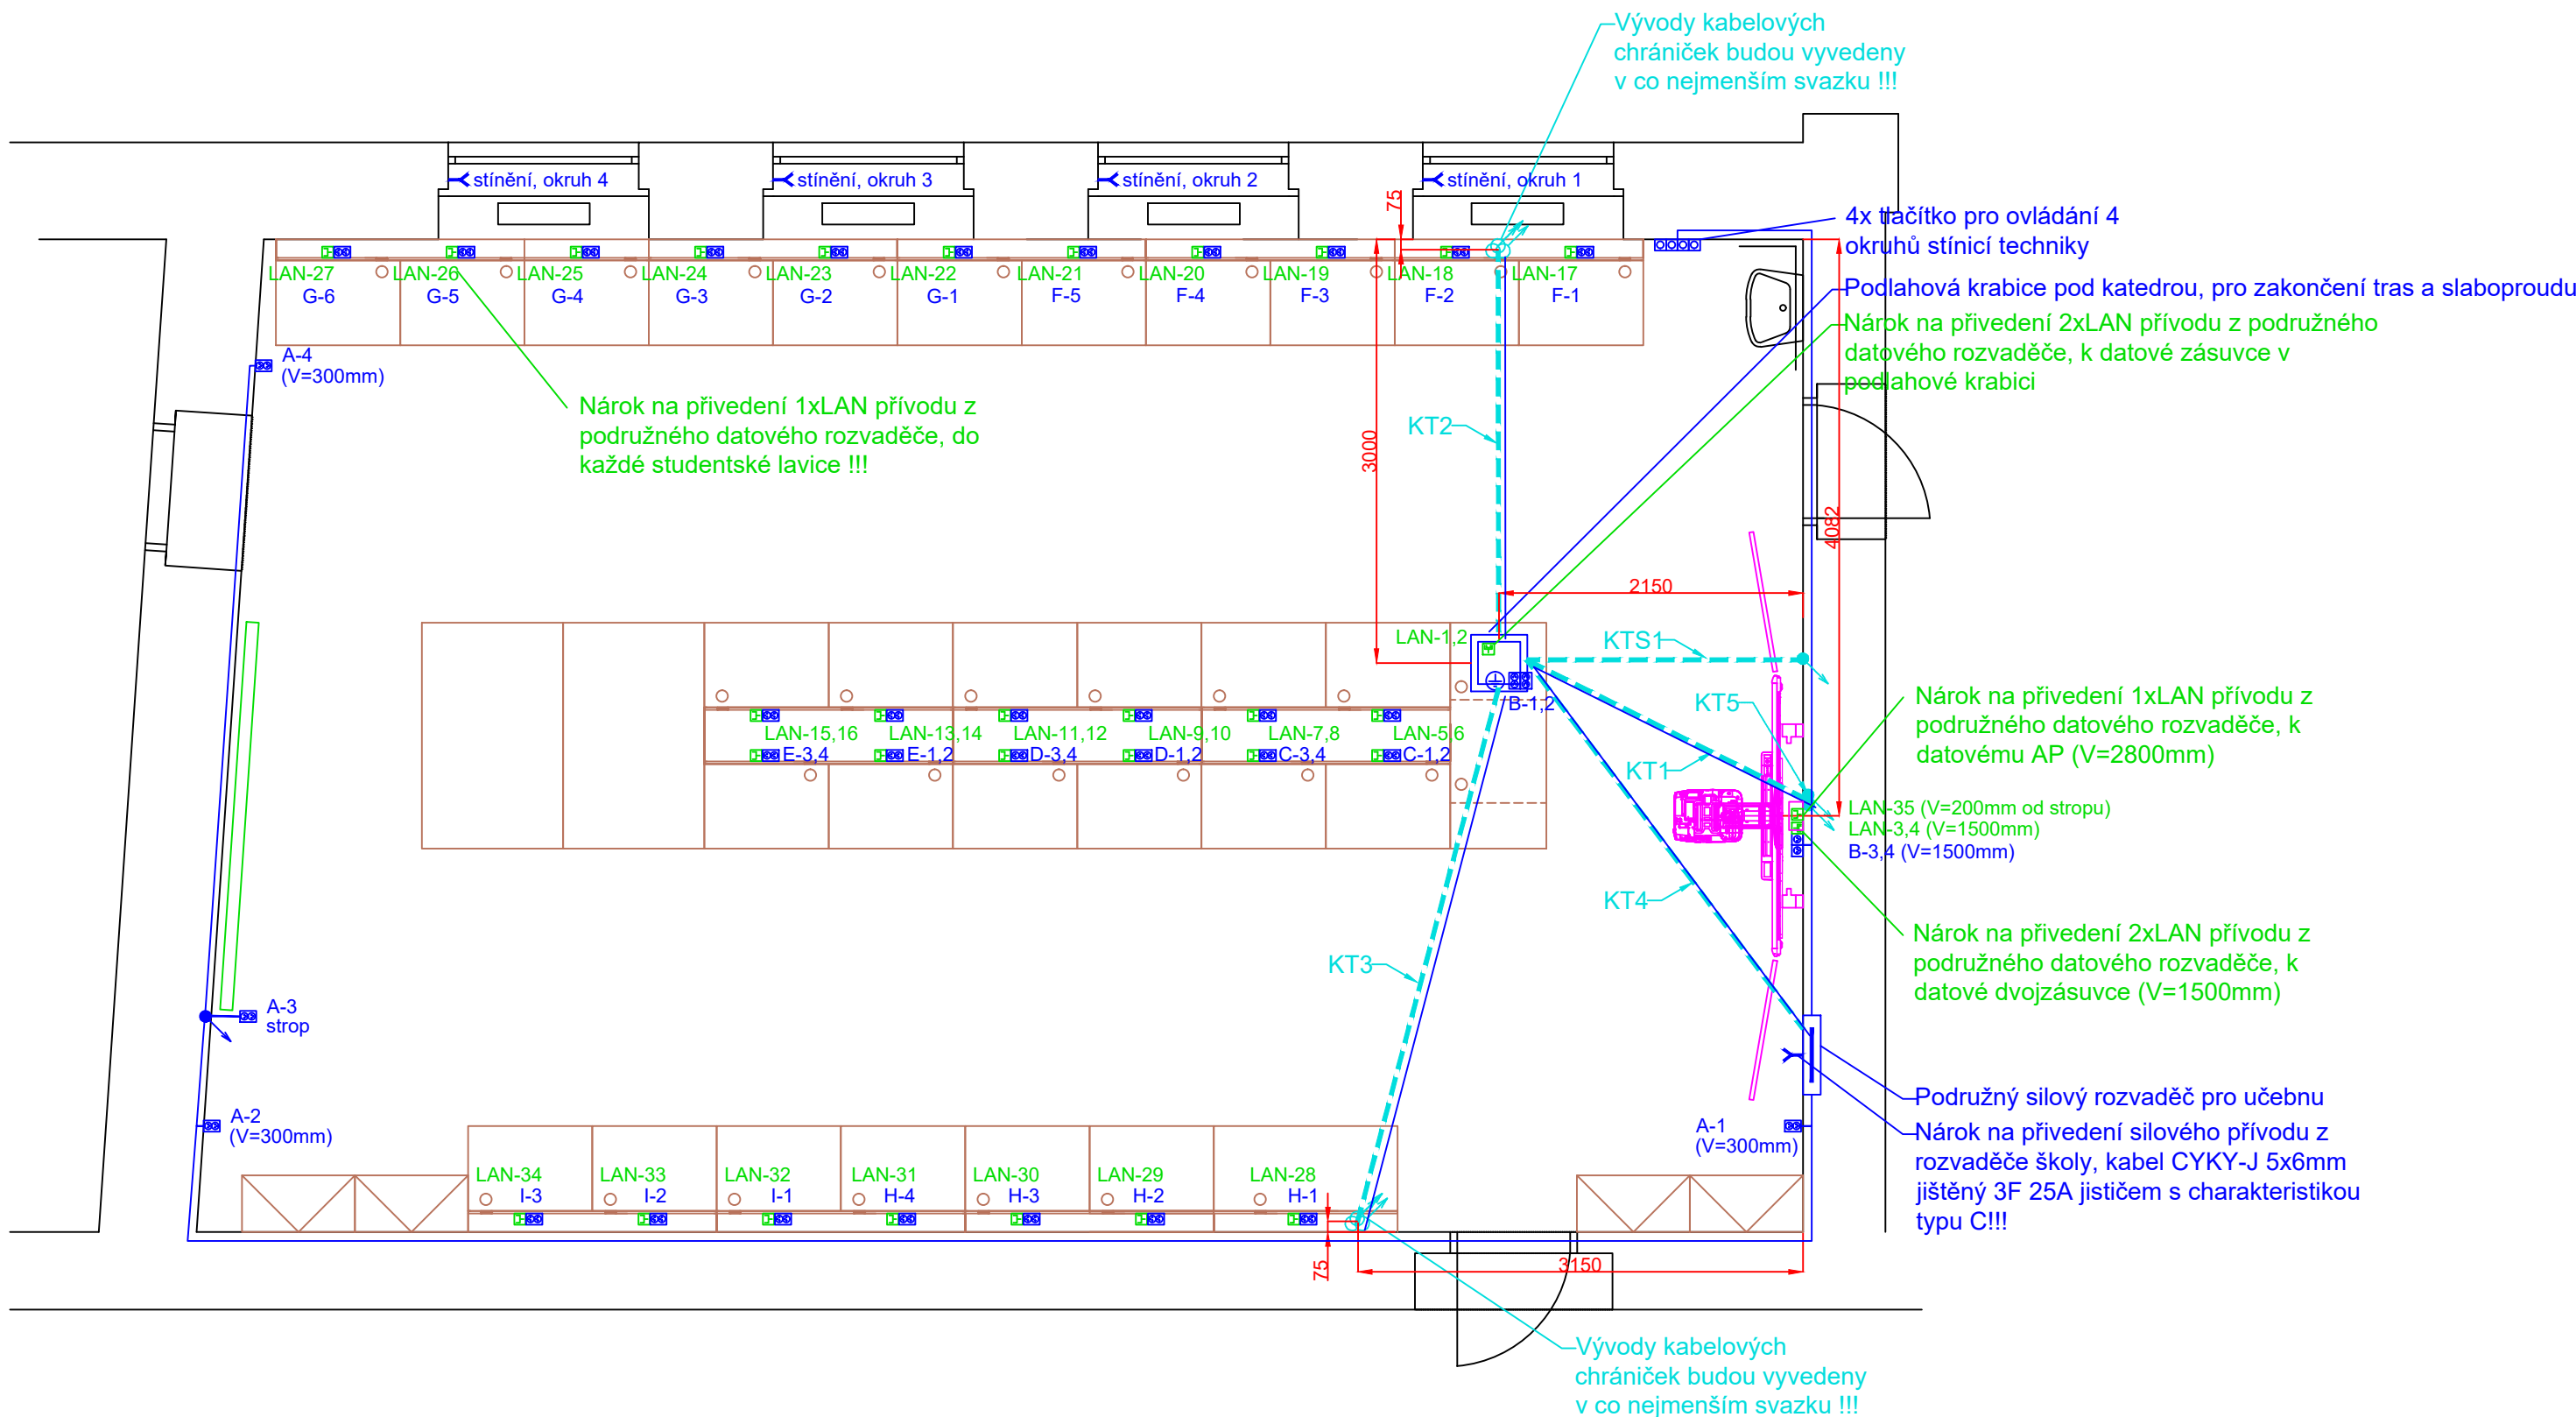 Vývody kabelových
chrániček budou vyvedeny
v co nejmenším svazku !!!
stínění, okruh 4
stínění, okruh 3
stínění, okruh 2
stínění, okruh 1
75
4x tlačítko pro ovládání 4
okruhů stínicí techniky
Podlahová krabice pod katedrou, pro zakončení tras a slaboproudu
Nárok na přivedení 2xLAN přívodu z podružného
datového rozvaděče, k datové zásuvce v
podlahové krabici
LAN-27
LAN-26
LAN-25
LAN-24
LAN-23
LAN-22
LAN-21
LAN-20
LAN-19
LAN-18
LAN-17
G-6
G-5
G-4
G-3
G-2
G-1
F-5
F-4
F-3
F-2
F-1
A-4
(V=300mm)
Nárok na přivedení 1xLAN přívodu z
podružného datového rozvaděče, do
každé studentské lavice !!!
KT2
3000
4082
2150
LAN-1,2
KTS1
B-1,2
KT5
KT1
Nárok na přivedení 1xLAN přívodu z
podružného datového rozvaděče, k
datovému AP (V=2800mm)
LAN-15,16
LAN-13,14
LAN-11,12
LAN-9,10
LAN-7,8
LAN-5,6
E-3,4
E-1,2
D-3,4
D-1,2
C-3,4
C-1,2
LAN-35 (V=200mm od stropu)
LAN-3,4 (V=1500mm)
B-3,4 (V=1500mm)
KT4
KT3
Nárok na přivedení 2xLAN přívodu z
podružného datového rozvaděče, k
datové dvojzásuvce (V=1500mm)
A-3
strop
A-2
(V=300mm)
A-1
(V=300mm)
Podružný silový rozvaděč pro učebnu
Nárok na přivedení silového přívodu z
rozvaděče školy, kabel CYKY-J 5x6mm
jištěný 3F 25A jističem s charakteristikou
typu C!!!
LAN-34
LAN-33
LAN-32
LAN-31
LAN-30
LAN-29
LAN-28
I-3
I-2
I-1
H-4
H-3
H-2
H-1
75
3150
Vývody kabelových
chrániček budou vyvedeny
v co nejmenším svazku !!!